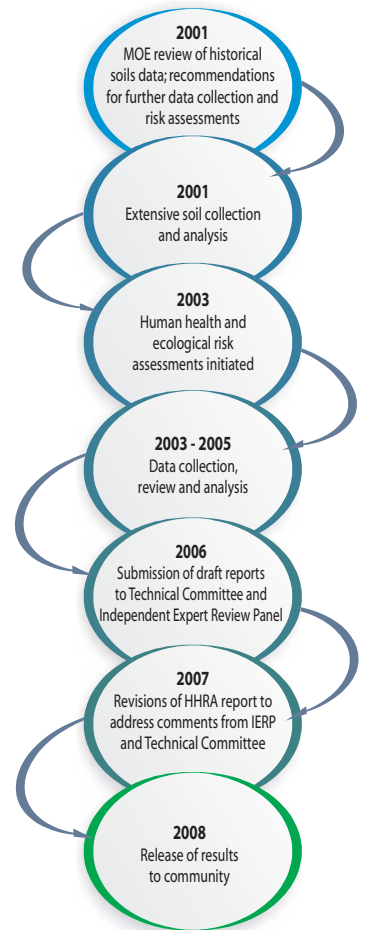 2001
MOE review of historical
soils data; recommendations
for further data collection and
risk assessments
2001
Extensive soil collection
and analysis
2003
Human health and
ecological risk
assessments initiated
2003 - 2005
Data collection,
review and analysis
2006
Submission of draft reports
to Technical Committee and
Independent Expert Review Panel
2007
Revisions of HHRA report to
address comments from IERP
and Technical Committee
2008
Release of results
to community